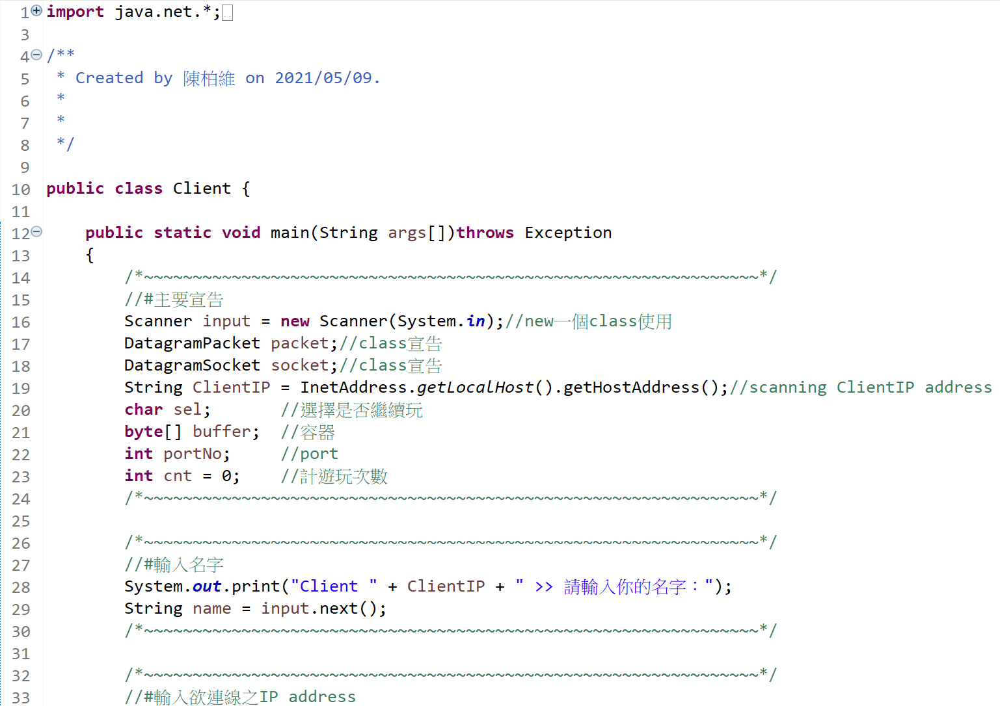 1 import java.net.*;
3
4 /**
5  * Created by 陳柏維 on 2021/05/09.
6  *
7  *
8  */
9
10 public class Client {
11
12     public static void main(String args[])throws Exception
13     {
14         /*~~~~~~~~~~~~~~~~~~~~~~~~~~~~~~~~~~~~~~~~~~~~~~~~~~~~~~~~~~~~~~~*/
15         //#主要宣告
16         Scanner input = new Scanner(System.in);//new一個class使用
17         DatagramPacket packet;//class宣告
18         DatagramSocket socket;//class宣告
19         String ClientIP = InetAddress.getLocalHost().getHostAddress();//scanning ClientIP address
20         char sel;       //選擇是否繼續玩
21         byte[] buffer;  //容器
22         int portNo;     //port
23         int cnt = 0;    //計遊玩次數
24         /*~~~~~~~~~~~~~~~~~~~~~~~~~~~~~~~~~~~~~~~~~~~~~~~~~~~~~~~~~~~~~~~*/
25
26         /*~~~~~~~~~~~~~~~~~~~~~~~~~~~~~~~~~~~~~~~~~~~~~~~~~~~~~~~~~~~~~~~*/
27         //#輸入名字
28         System.out.print("Client " + ClientIP + " >> 請輸入你的名字：");
29         String name = input.next();
30         /*~~~~~~~~~~~~~~~~~~~~~~~~~~~~~~~~~~~~~~~~~~~~~~~~~~~~~~~~~~~~~~~*/
31
32         /*~~~~~~~~~~~~~~~~~~~~~~~~~~~~~~~~~~~~~~~~~~~~~~~~~~~~~~~~~~~~~~~*/
33         //#輸入欲連線之IP address